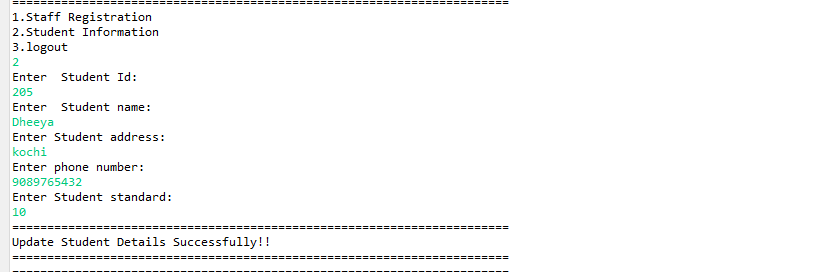 =======================================================================
1.Staff Registration
2.Student Information
3.logout
2
Enter  Student Id:
205
Enter  Student name:
Dheeya
Enter Student address:
kochi
Enter phone number:
9089765432
Enter Student standard:
10
=======================================================================
Update Student Details Successfully!!
=======================================================================
=======================================================================